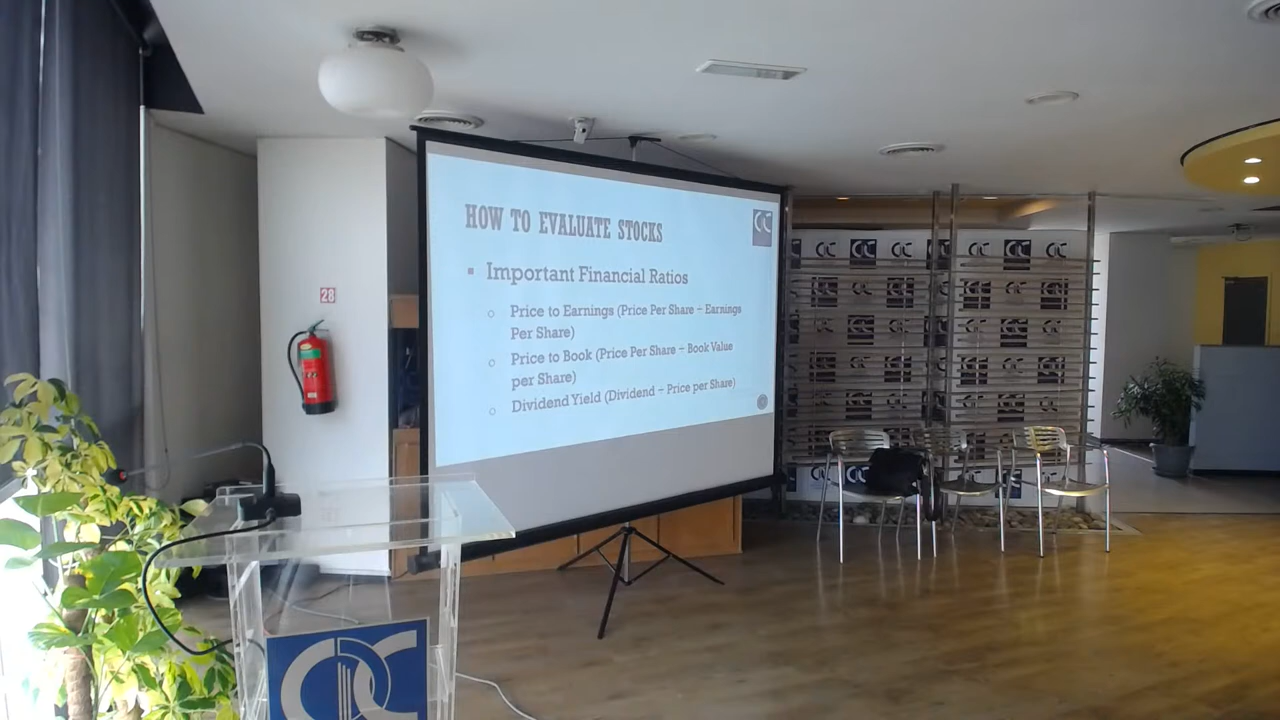 HOW TO EVALUATE STOCKS
Important Financial Ratios
Price to Earnings (Price Per Share – Earnings
Per Share)
Price to Book (Price Per Share – Book Value
per Share)
Dividend Yield (Dividend – Price per Share)
28